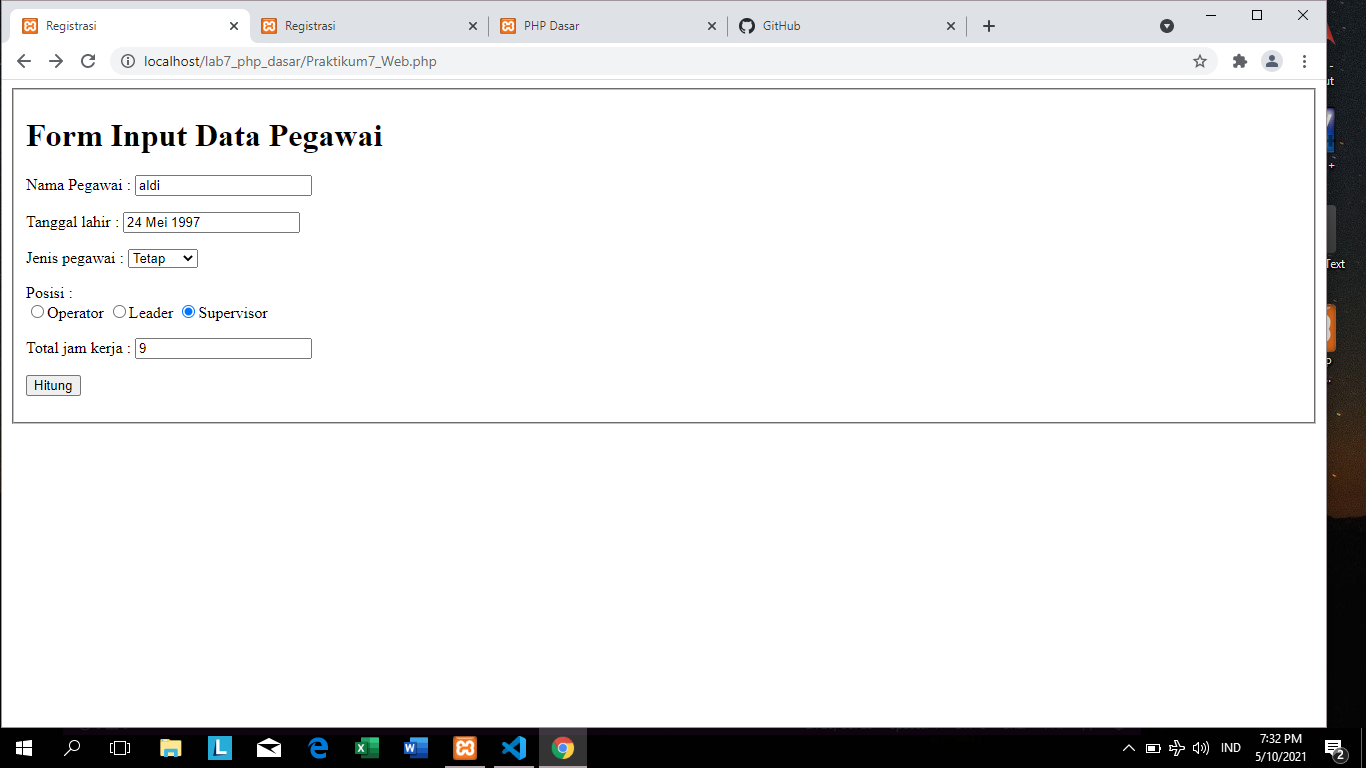 Registrasi
Registrasi
PHP Dasar
GitHub
localhost/lab7_php_dasar/Praktikum7_Web.php
Form Input Data Pegawai
Nama Pegawai : aldi
Tanggal lahir : 24 Mei 1997
Jenis pegawai : Tetap
Posisi :
Operator Leader Supervisor
Total jam kerja : 9
Hitung
Text
IND
7:32 PM
5/10/2021
2